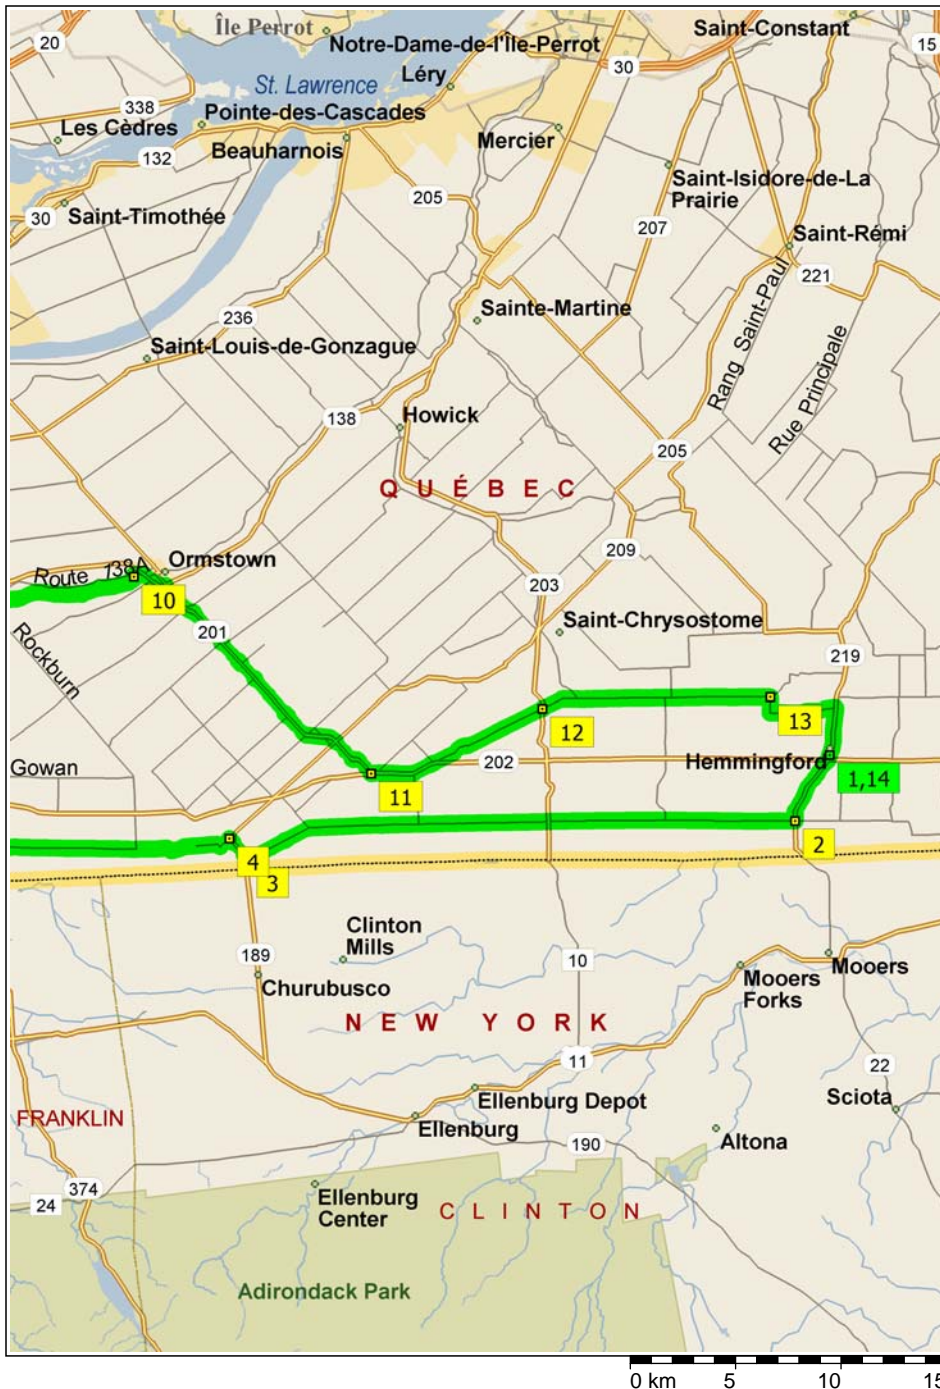 Île Perrot
Saint-Constant
20
Notre-Dame-de-l'Île-Perrot
15
30
Léry
St. Lawrence
338
Pointe-des-Cascades
Les Cèdres
Mercier
Beauharnois
132
Saint-Isidore-de-La
Prairie
205
30
Saint-Timothée
207
Saint-Rémi
221
Sainte-Martine
236
Rang Saint-Paul
Saint-Louis-de-Gonzague
Rue Principale
138
Howick
205
QUÉBEC
209
Ormstown
Route 138A
203
10
Saint-Chrysostome
201
Rockburn
219
13
12
Gowan
202
Hemmingford
1,14
11
2
4
3
Clinton
Mills
189
10
Mooers
Churubusco
Mooers
Forks
NEW YORK
11
22
Sciota
Ellenburg Depot
FRANKLIN
Ellenburg
Altona
190
374
24
Ellenburg
Center
CLINTON
Adirondack Park
0 km 5 10 15